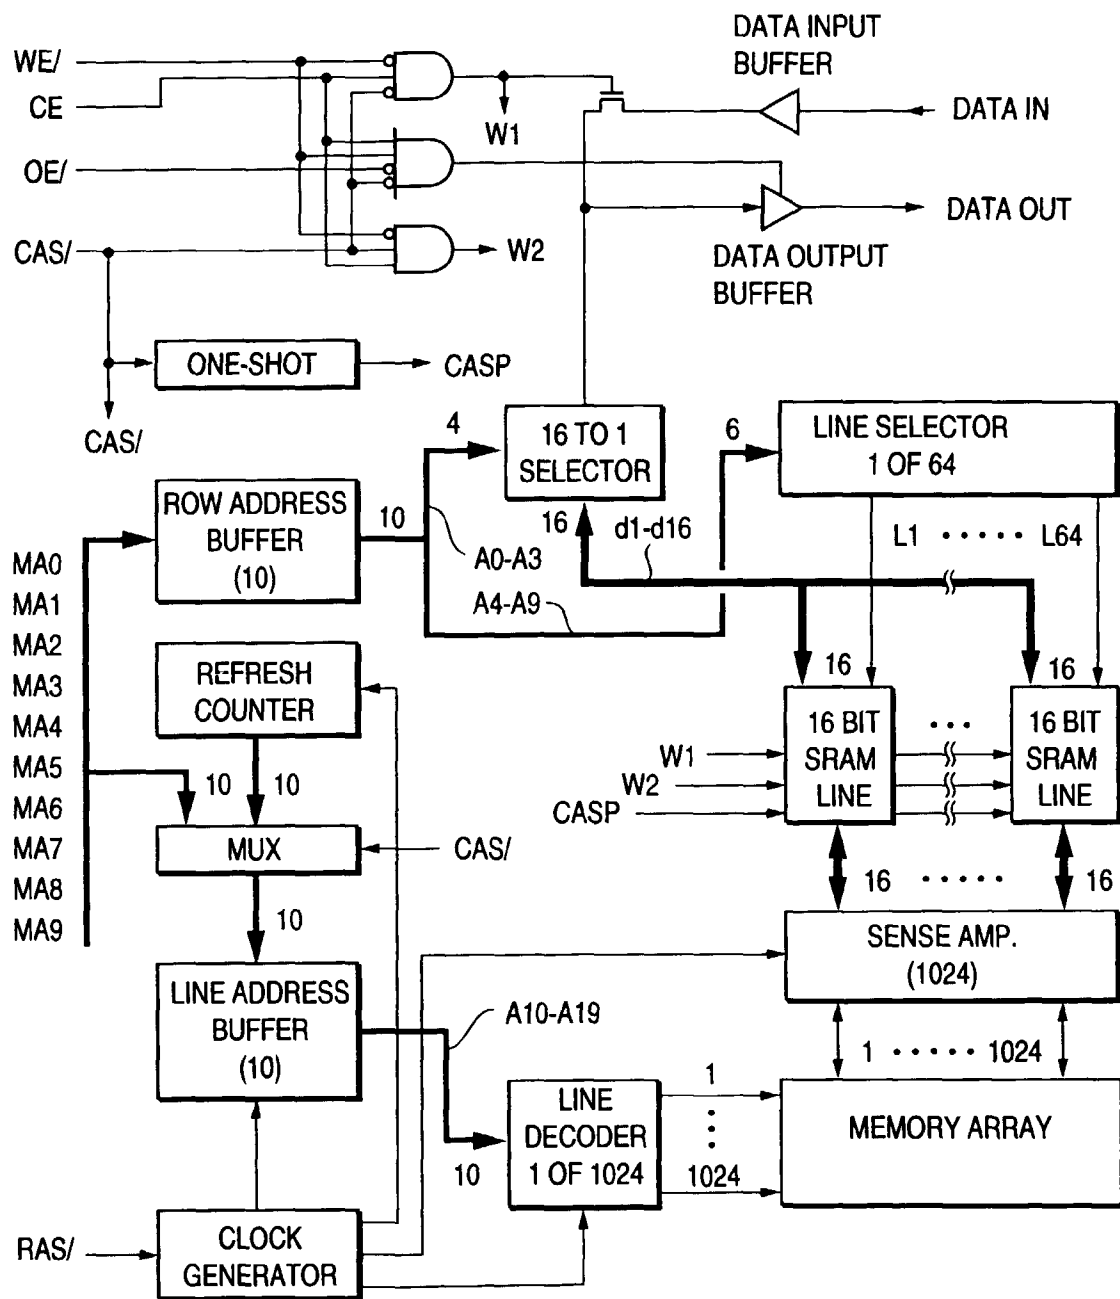 DATA INPUT
BUFFER
WE/
CE
W1
DATA IN
OE/
DATA OUT
CAS/
W2
DATA OUTPUT
BUFFER
ONE-SHOT
CASP
CAS/
4
16 TO 1
SELECTOR
6
LINE SELECTOR
1 OF 64
ROW ADDRESS
BUFFER
(10)
10
16
d1-d16
L1 ····· L64
A0-A3
A4-A9
MA0
MA1
MA2
MA3
MA4
MA5
MA6
MA7
MA8
MA9
REFRESH
COUNTER
16
16
16 BIT
SRAM
LINE
···
16 BIT
SRAM
LINE
W1
W2
CASP
10
10
MUX
CAS/
16 ····· 16
10
SENSE AMP.
(1024)
LINE ADDRESS
BUFFER
(10)
A10-A19
1 ····· 1024
LINE
DECODER
1 OF 1024
1
1024
10
MEMORY ARRAY
RAS/
CLOCK
GENERATOR